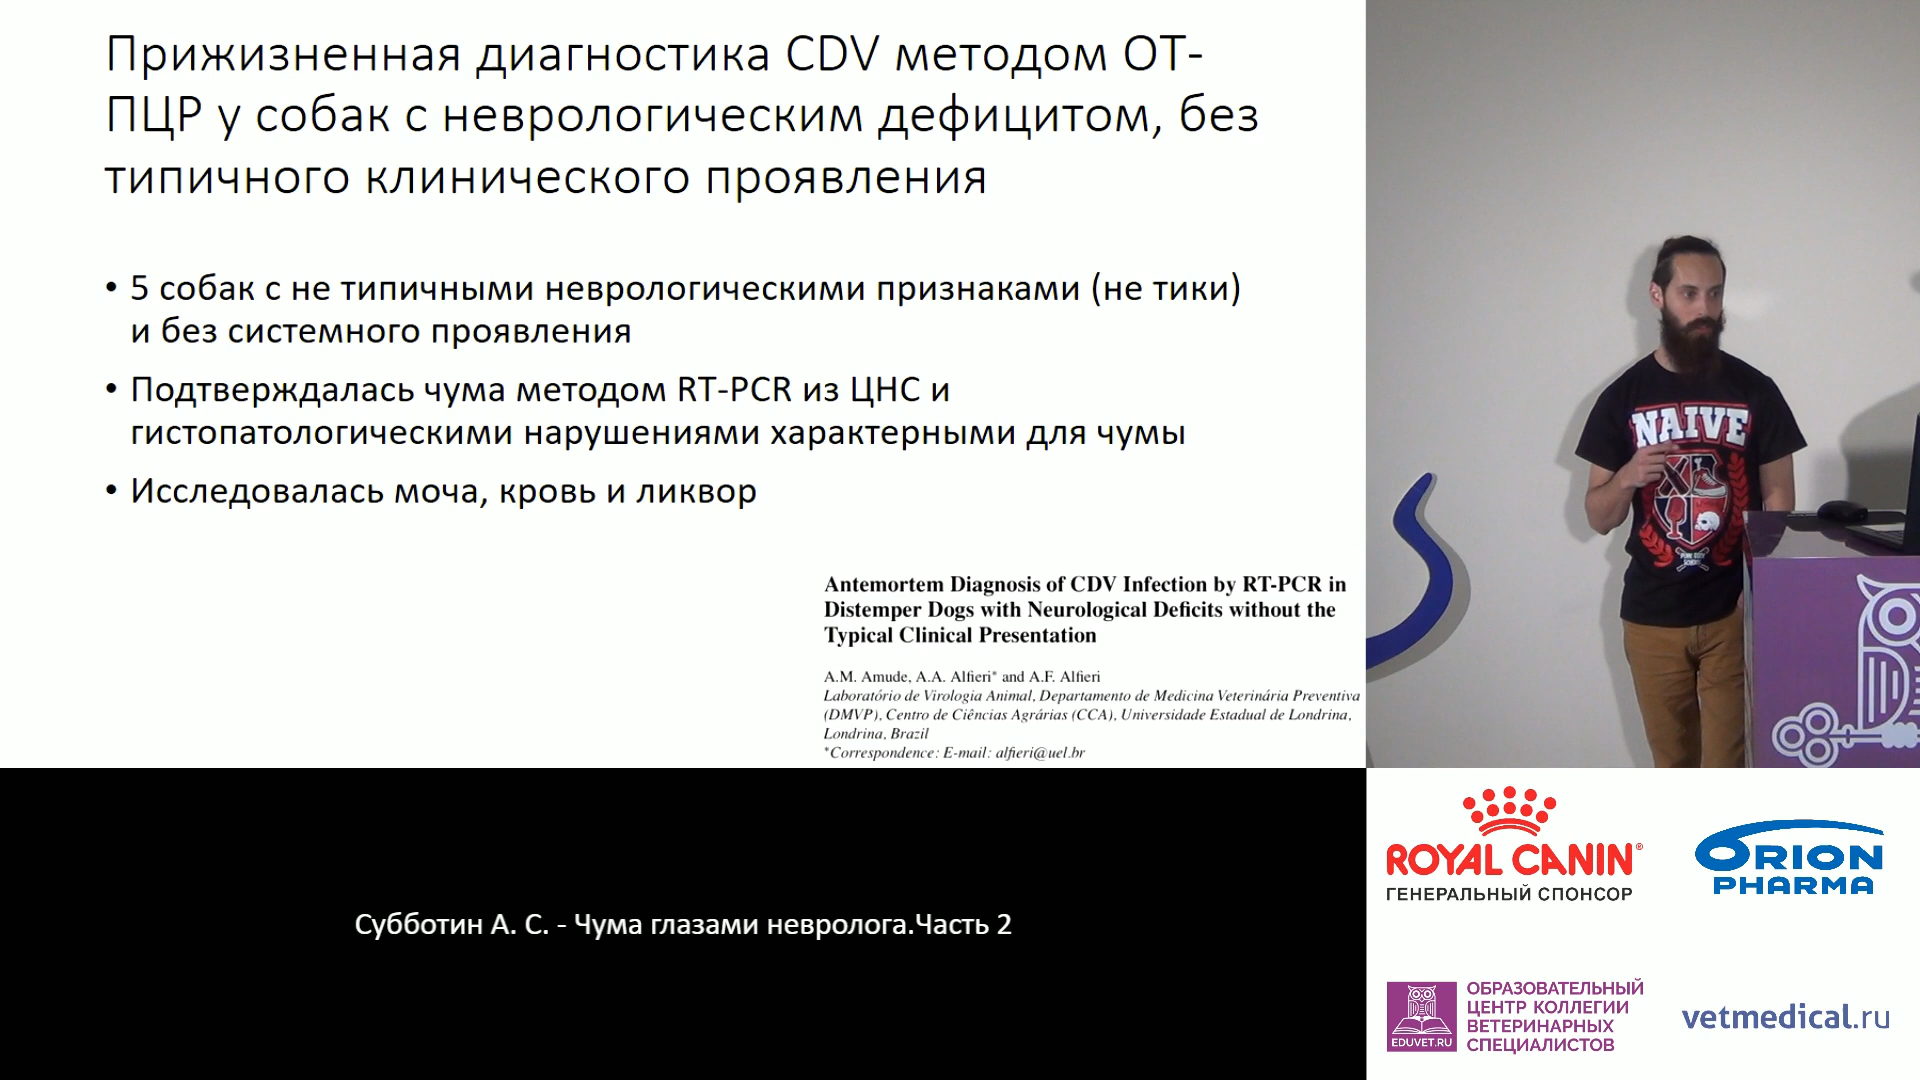 Прижизненная диагностика CDV методом ОТ-
ПЦР у собак с неврологическим дефицитом, без
типичного клинического проявления
• 5 собак с не типичными неврологическими признаками (не тики)
и без системного проявления
• Подтверждалась чума методом RT-PCR из ЦНС и
гистопатологическими нарушениями характерными для чумы
• Исследовалась моча, кровь и ликвор
Antemortem Diagnosis of CDV Infection by RT-PCR in
Distemper Dogs with Neurological Deficits without the
Typical Clinical Presentation
A.M. Amude, A.A. Alfieri* and A.F. Alfieri
Laboratório de Virologia Animal, Departamento de Medicina Veterinária Preventiva
(DMVP), Centro de Ciências Agrárias (CCA), Universidade Estadual de Londrina,
Londrina, Brazil
*Correspondence: E-mail: alfieri@uel.br
NAIVE
PUNK ROCK
SCHOOL
Субботин А. С. - Чума глазами невролога.Часть 2
ROYAL CANIN®
ГЕНЕРАЛЬНЫЙ СПОНСОР
ORION
PHARMA
EDUVET.RU
ОБРАЗОВАТЕЛЬНЫЙ
ЦЕНТР КОЛЛЕГИИ
ВЕТЕРИНАРНЫХ
СПЕЦИАЛИСТОВ
vetmedical.ru